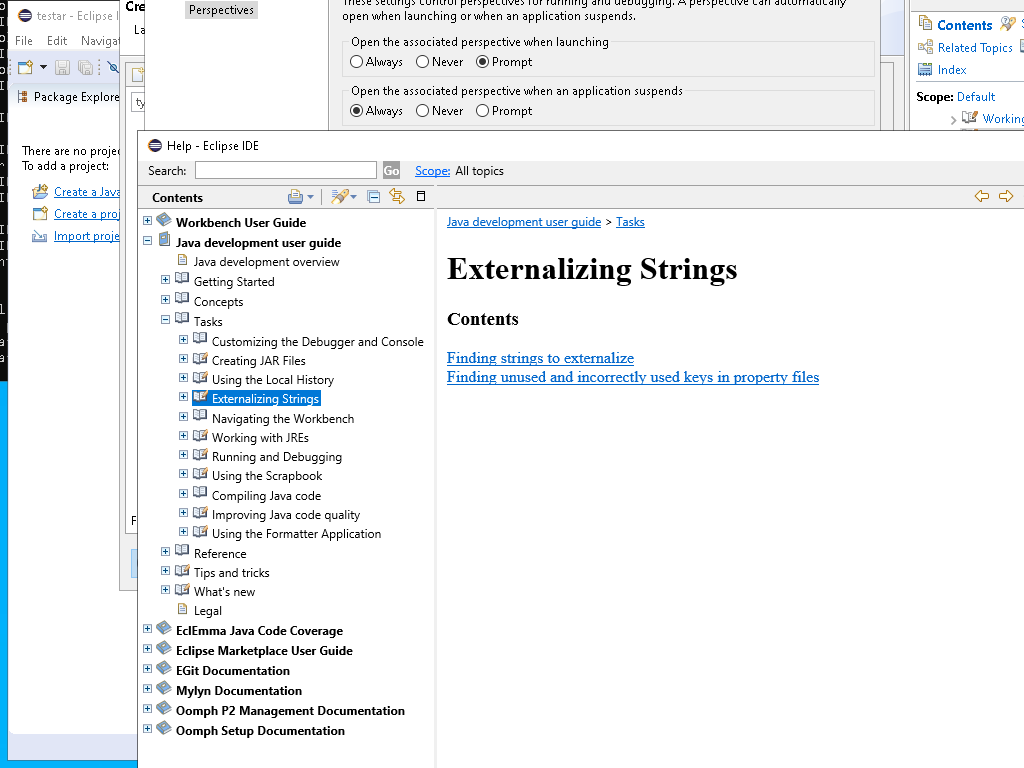 testar - Eclipse I
File Edit Navigat
Package Explore
There are no projec
To add a project:
Create a Java
Create a proj
Import proje
Cre
La
ty
F
Perspectives
These settings control perspectives for running and debugging. A perspective can automatically
open when launching or when an application suspends.
Open the associated perspective when launching
Always Never Prompt
Open the associated perspective when an application suspends
Always Never Prompt
Contents
Related Topics
Index
Scope: Default
Working
Help - Eclipse IDE
Search: Go Scope: All topics
Contents
Workbench User Guide
Java development user guide
Java development overview
Getting Started
Concepts
Tasks
Customizing the Debugger and Console
Creating JAR Files
Using the Local History
Externalizing Strings
Navigating the Workbench
Working with JREs
Running and Debugging
Using the Scrapbook
Compiling Java code
Improving Java code quality
Using the Formatter Application
Reference
Tips and tricks
What's new
Legal
EclEmma Java Code Coverage
Eclipse Marketplace User Guide
EGit Documentation
Mylyn Documentation
Oomph P2 Management Documentation
Oomph Setup Documentation
Java development user guide > Tasks
Externalizing Strings
Contents
Finding strings to externalize
Finding unused and incorrectly used keys in property files